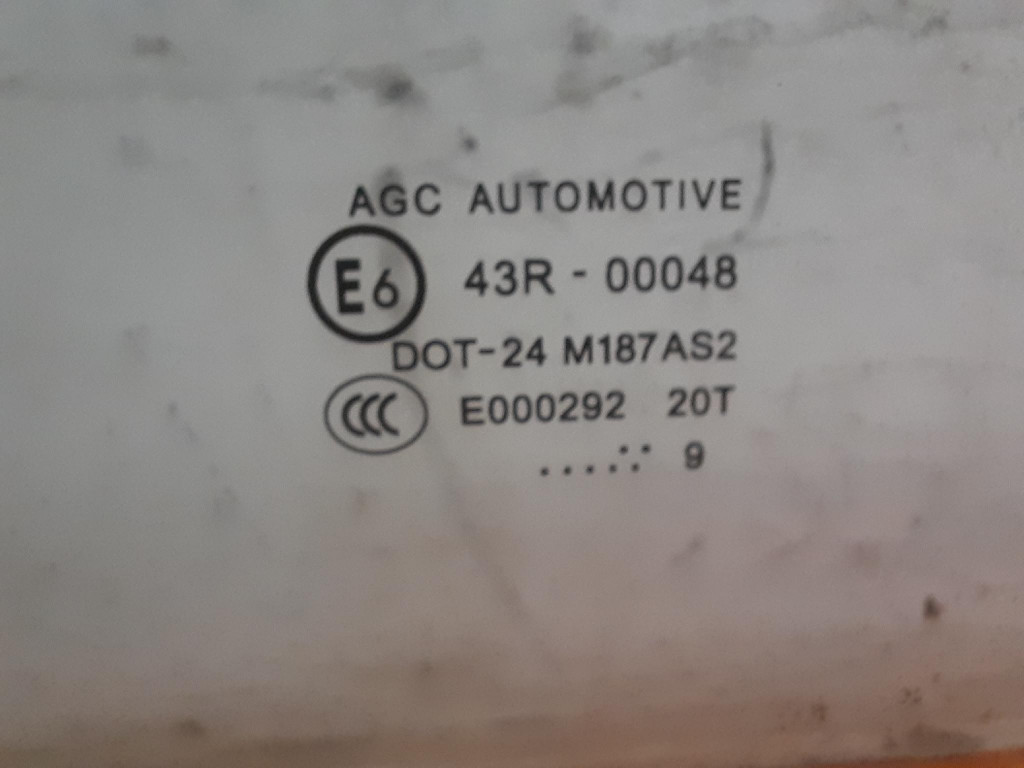 AGC AUTOMOTIVE
E6 43R - 00048
DOT-24 M187AS2
CCC E000292 20T
.....:· 9